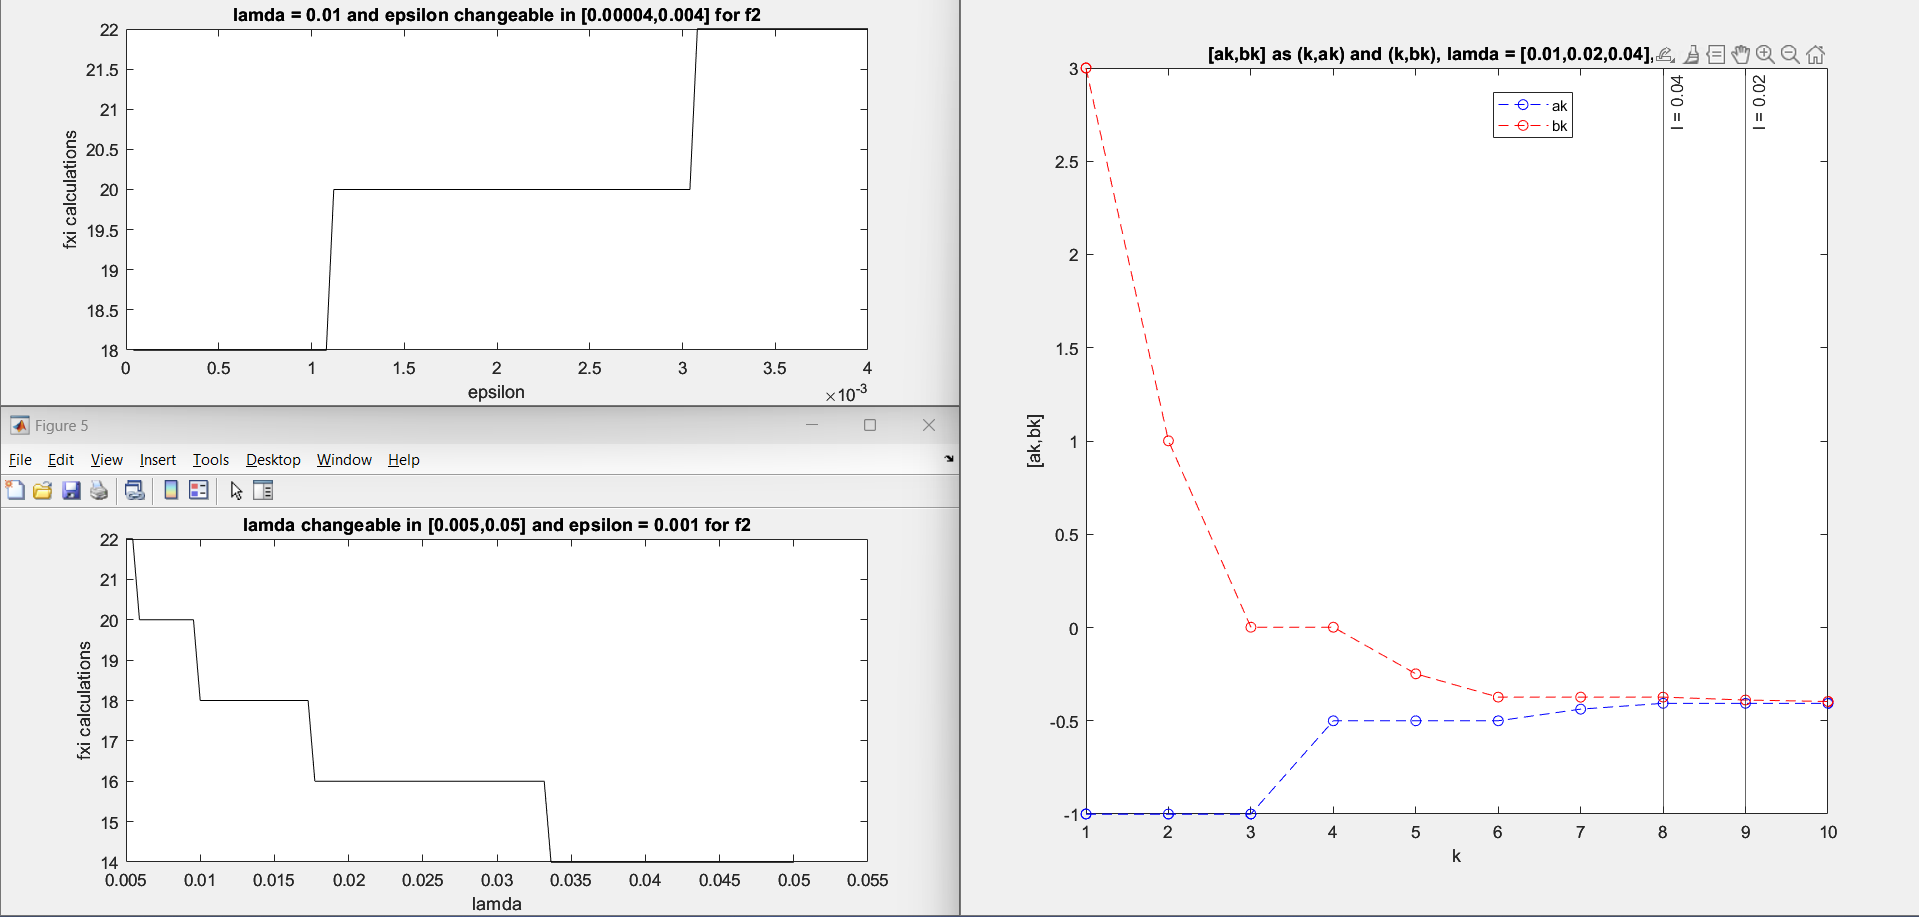 lamda = 0.01 and epsilon changeable in [0.00004,0.004] for f2
22
21.5
21
20.5
20
19.5
19
18.5
18
fxi calculations
0 0.5 1 1.5 2 2.5 3 3.5 4
epsilon
×10-3
Figure 5
File Edit View Insert Tools Desktop Window Help
lamda changeable in [0.005,0.05] and epsilon = 0.001 for f2
22
21
20
19
18
17
16
15
14
fxi calculations
0.005 0.01 0.015 0.02 0.025 0.03 0.035 0.04 0.045 0.05 0.055
lamda
[ak,bk] as (k,ak) and (k,bk), lamda = [0.01,0.02,0.04],
3
2.5
2
1.5
1
0.5
0
-0.5
-1
[ak,bk]
ak
bk
l = 0.04
l = 0.02
1 2 3 4 5 6 7 8 9 10
k